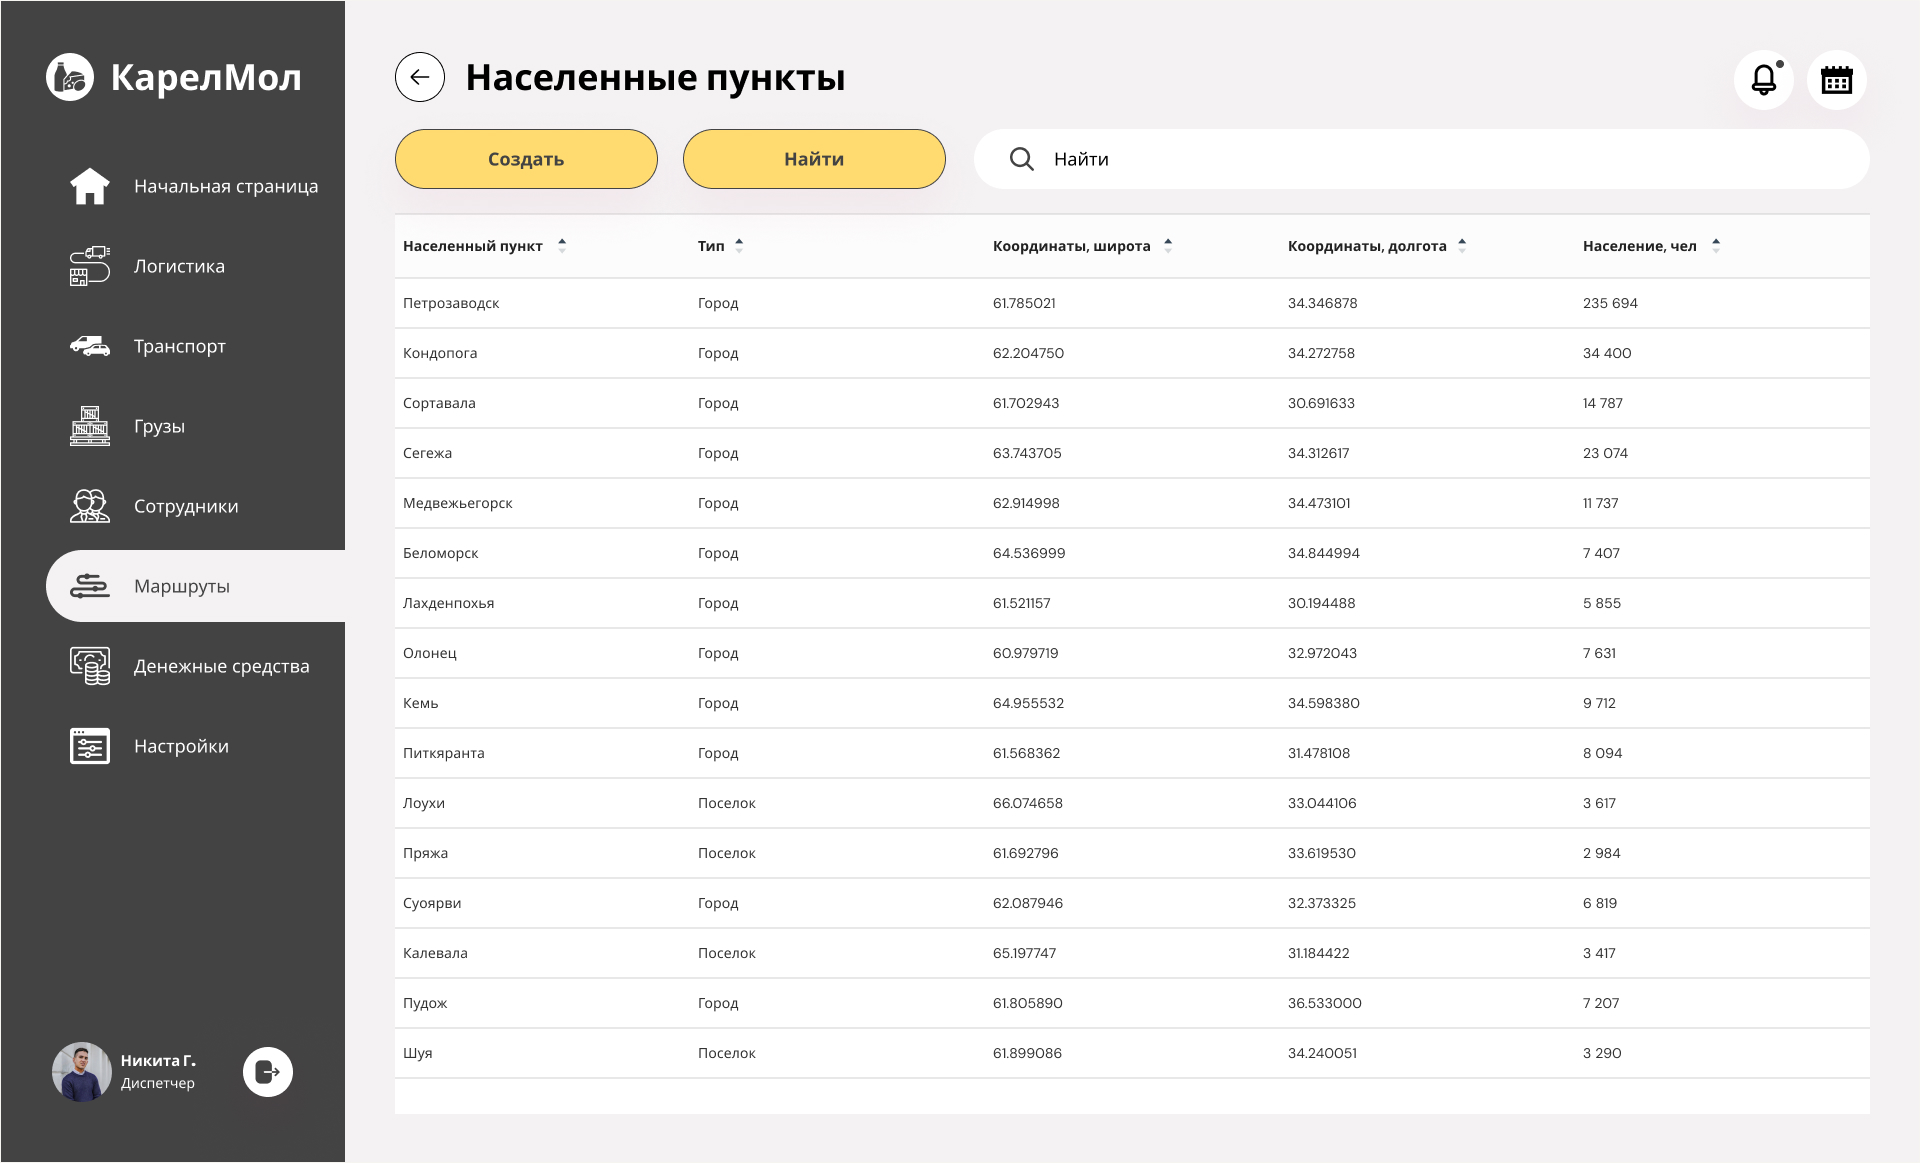 КарелМол
Начальная страница
Логистика
Транспорт
Грузы
Сотрудники
Маршруты
Денежные средства
Настройки
Никита Г.
Диспетчер
Населенные пункты
Создать
Найти
Найти
Населенный пункт Тип Координаты, широта Координаты, долгота Население, чел
Петрозаводск Город 61.785021 34.346878 235 694
Кондопога Город 62.204750 34.272758 34 400
Сортавала Город 61.702943 30.691633 14 787
Сегежа Город 63.743705 34.312617 23 074
Медвежьегорск Город 62.914998 34.473101 11 737
Беломорск Город 64.536999 34.844994 7 407
Лахденпохья Город 61.521157 30.194488 5 855
Олонец Город 60.979719 32.972043 7 631
Кемь Город 64.955532 34.598380 9 712
Питкяранта Город 61.568362 31.478108 8 094
Лоухи Поселок 66.074658 33.044106 3 617
Пряжа Поселок 61.692796 33.619530 2 984
Суоярви Город 62.087946 32.373325 6 819
Калевала Поселок 65.197747 31.184422 3 417
Пудож Город 61.805890 36.533000 7 207
Шуя Поселок 61.899086 34.240051 3 290